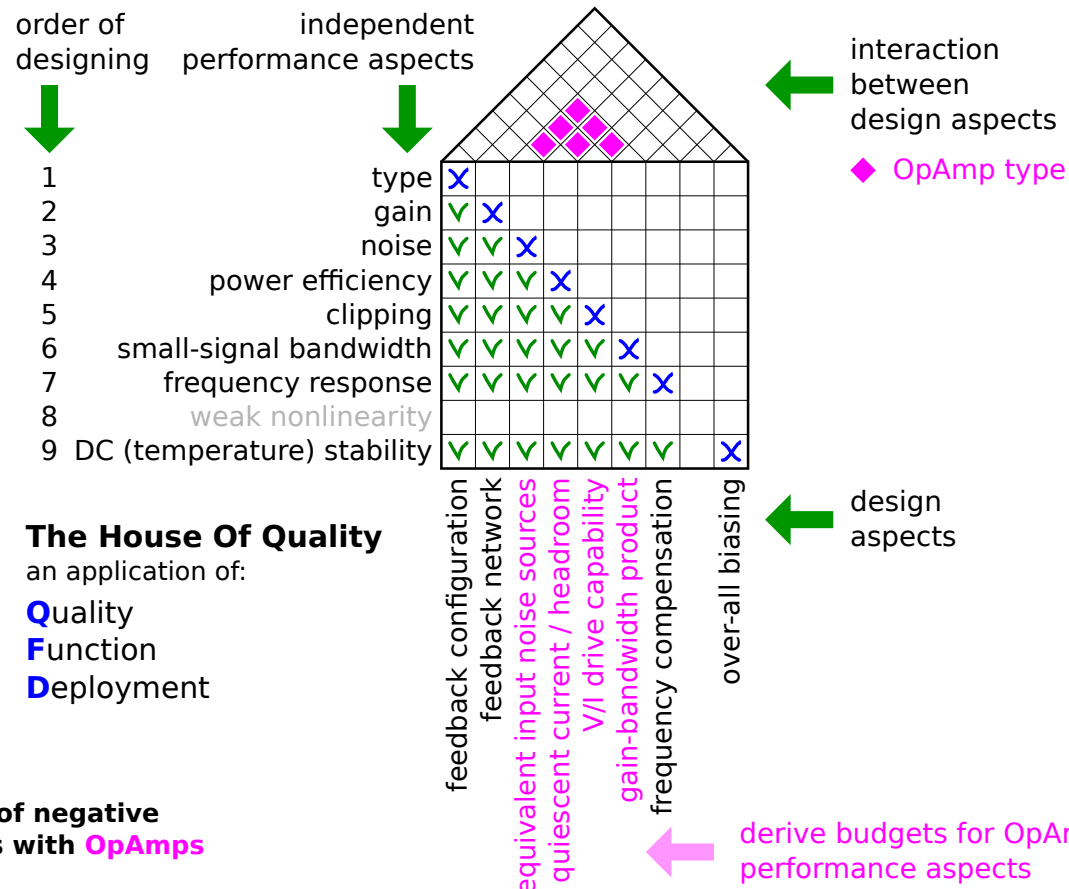 order of
designing
independent
performance aspects
interaction
between
design aspects
OpAmp type
1 type
2 gain
3 noise
4 power efficiency
5 clipping
6 small-signal bandwidth
7 frequency response
8 weak nonlinearity
9 DC (temperature) stability
feedback configuration
feedback network
equivalent input noise sources
quiescent current / headroom
V/I drive capability
gain-bandwidth product
frequency compensation
over-all biasing
design
aspects
The House Of Quality
an application of:
Quality
Function
Deployment
of negative
with OpAmps
derive budgets for
performance aspects